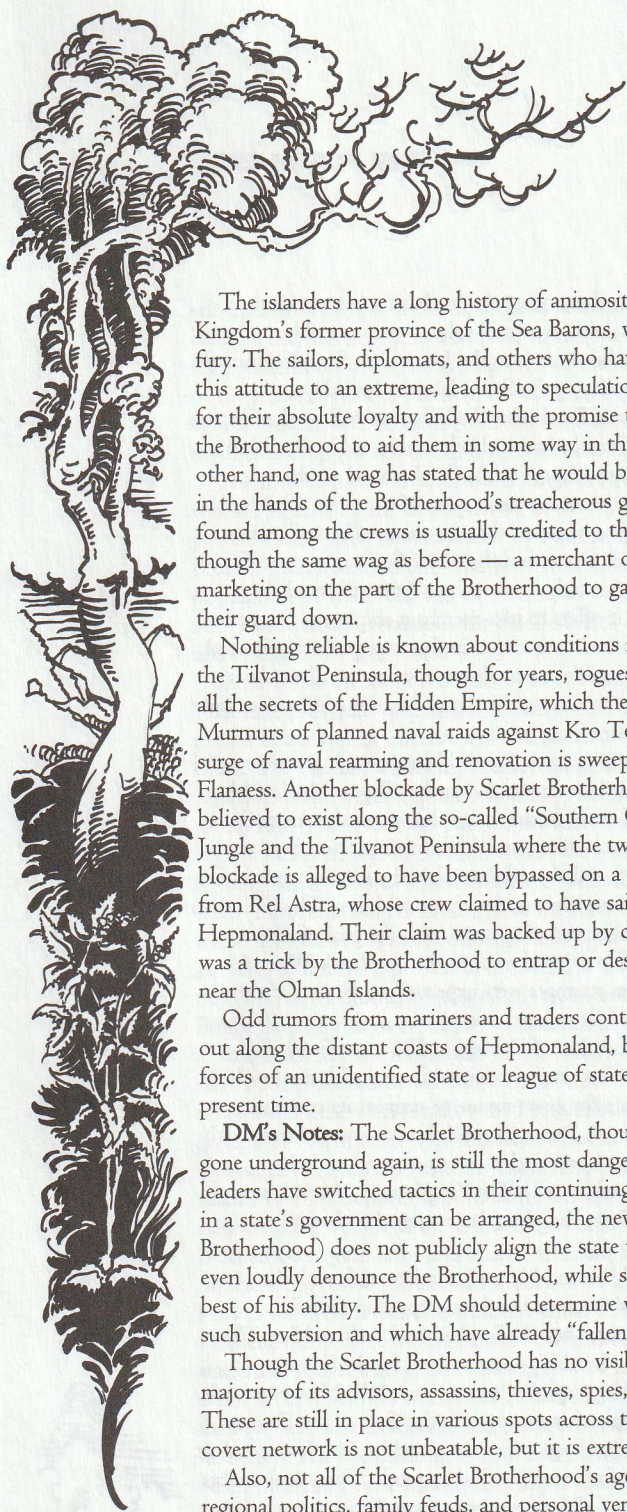 The islanders have a long history of animosit
Kingdom's former province of the Sea Barons,
fury. The sailors, diplomats, and others who hav
this attitude to an extreme, leading to speculatio
for their absolute loyalty and with the promise
the Brotherhood to aid them in some way in th
other hand, one wag has stated that he would b
in the hands of the Brotherhood's treacherous g
found among the crews is usually credited to th
though the same wag as before — a merchant
marketing on the part of the Brotherhood to ga
their guard down.
Nothing reliable is known about conditions
the Tilvanot Peninsula, though for years, rogues
all the secrets of the Hidden Empire, which the
Murmurs of planned naval raids against Kro Te
surge of naval rearming and renovation is sweep
Flanaess. Another blockade by Scarlet Brotherh
believed to exist along the so-called “Southern
Jungle and the Tilvanot Peninsula where the tw
blockade is alleged to have been bypassed on a
from Rel Astra, whose crew claimed to have sai
Hepmonaland. Their claim was backed up by
was a trick by the Brotherhood to entrap or des
near the Olman Islands.
Odd rumors from mariners and traders cont
out along the distant coasts of Hepmonaland, b
forces of an unidentified state or league of state
present time.
DM's Notes: The Scarlet Brotherhood, thou
gone underground again, is still the most dange
leaders have switched tactics in their continuing
in a state's government can be arranged, the nev
Brotherhood) does not publicly align the state
even loudly denounce the Brotherhood, while s
best of his ability. The DM should determine
such subversion and which have already “fallen
Though the Scarlet Brotherhood has no visil
majority of its advisors, assassins, thieves, spies,
These are still in place in various spots across t
covert network is not unbeatable, but it is extre
Also, not all of the Scarlet Brotherhood's age
regional politics, family feuds, and personal ver